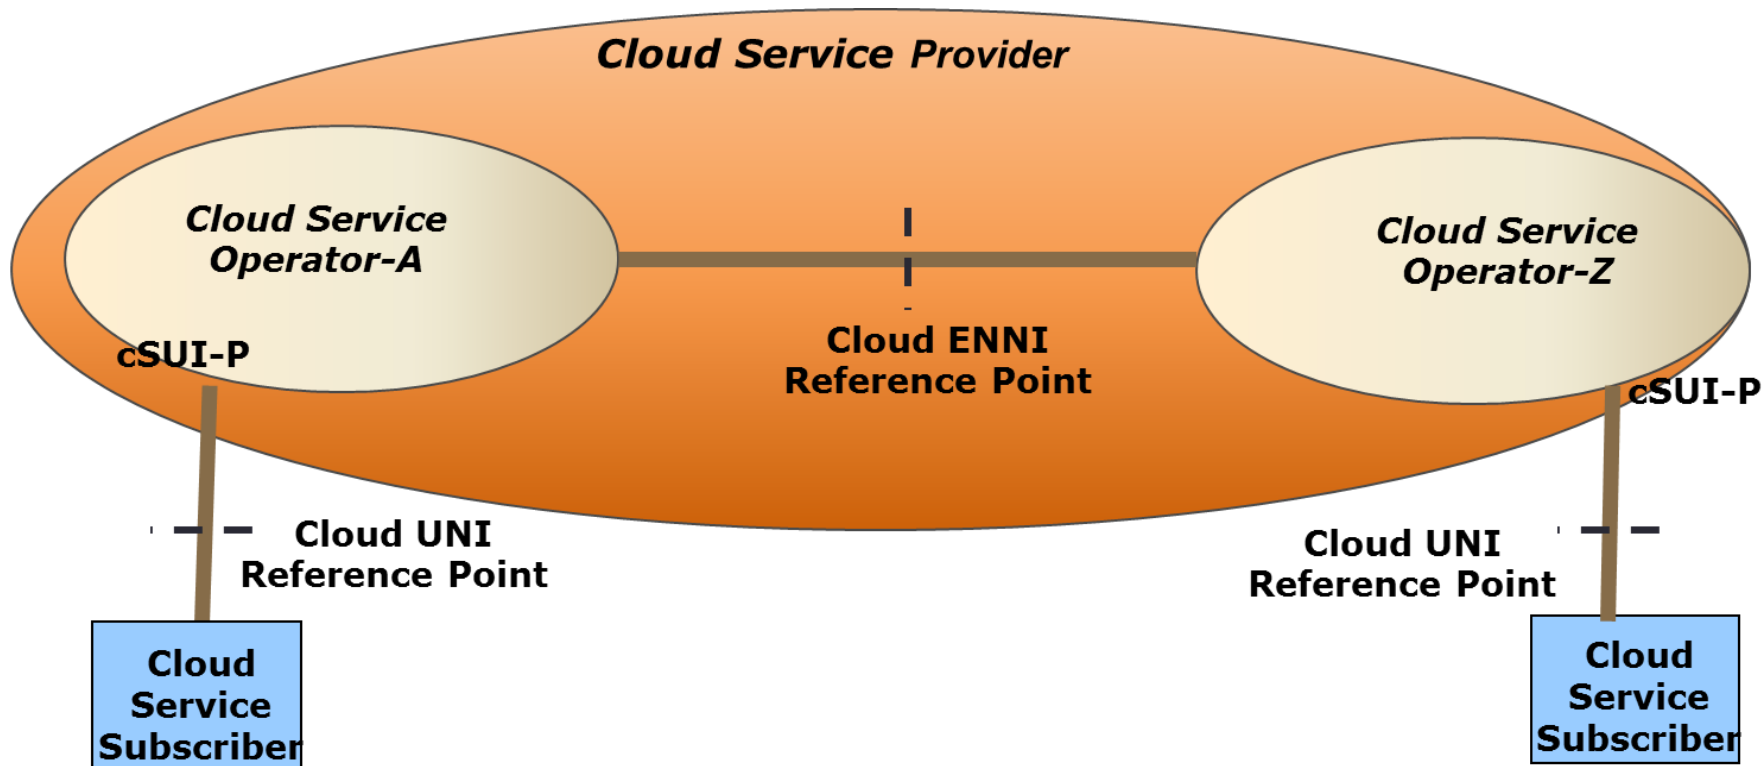 Cloud Service Provider
Cloud Service
Operator-A
Cloud Service
Operator-Z
cSUI-P
Cloud ENNI
Reference Point
cSUI-P
Cloud UNI
Reference Point
Cloud UNI
Reference Point
Cloud
Service
Subscriber
Cloud
Service
Subscriber